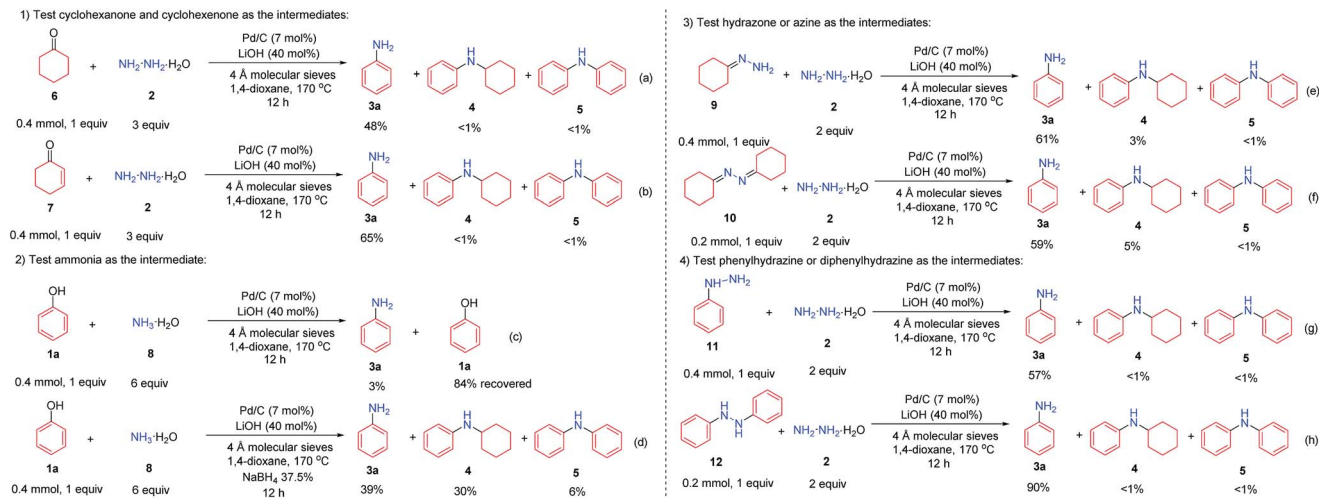 1) Test cyclohexanone and cyclohexenone as the intermediates:
O
6
+
NH2-NH2·H2O
2
Pd/C (7 mol%)
LiOH (40 mol%)
4 Å molecular sieves
1,4-dioxane, 170 °C
12 h
NH2
3a
+
H
N
4
+
H
N
5
(a)
0.4 mmol, 1 equiv
3 equiv
48%
<1%
<1%
O
7
+
NH2-NH2·H2O
2
Pd/C (7 mol%)
LiOH (40 mol%)
4 Å molecular sieves
1,4-dioxane, 170 °C
12 h
NH2
3a
+
H
N
4
+
H
N
5
(b)
0.4 mmol, 1 equiv
3 equiv
65%
<1%
<1%
2) Test ammonia as the intermediate:
OH
1a
+
NH3·H2O
8
Pd/C (7 mol%)
LiOH (40 mol%)
4 Å molecular sieves
1,4-dioxane, 170 °C
12 h
NH2
3a
+
OH
1a
(c)
0.4 mmol, 1 equiv
6 equiv
3%
84% recovered
OH
1a
+
NH3·H2O
8
Pd/C (7 mol%)
LiOH (40 mol%)
4 Å molecular sieves
1,4-dioxane, 170 °C
NaBH4 37.5%
12 h
NH2
3a
+
H
N
4
+
H
N
5
(d)
0.4 mmol, 1 equiv
6 equiv
39%
30%
6%
3) Test hydrazone or azine as the intermediates:
N
NH2
9
+
NH2-NH2·H2O
2
Pd/C (7 mol%)
LiOH (40 mol%)
4 Å molecular sieves
1,4-dioxane, 170 °C
12 h
NH2
3a
+
H
N
4
+
H
N
5
(e)
0.4 mmol, 1 equiv
2 equiv
61%
3%
<1%
N
N
10
+
NH2-NH2·H2O
2
Pd/C (7 mol%)
LiOH (40 mol%)
4 Å molecular sieves
1,4-dioxane, 170 °C
12 h
NH2
3a
+
H
N
4
+
H
N
5
(f)
0.2 mmol, 1 equiv
2 equiv
59%
5%
<1%
4) Test phenylhydrazine or diphenylhydrazine as the intermediates:
NH-NH2
11
+
NH2-NH2·H2O
2
Pd/C (7 mol%)
LiOH (40 mol%)
4 Å molecular sieves
1,4-dioxane, 170 °C
12 h
NH2
3a
+
H
N
4
+
H
N
5
(g)
0.4 mmol, 1 equiv
2 equiv
57%
<1%
<1%
H
N
N
H
12
+
NH2-NH2·H2O
2
Pd/C (7 mol%)
LiOH (40 mol%)
4 Å molecular sieves
1,4-dioxane, 170 °C
12 h
NH2
3a
+
H
N
4
+
H
N
5
(h)
0.2 mmol, 1 equiv
2 equiv
90%
<1%
<1%